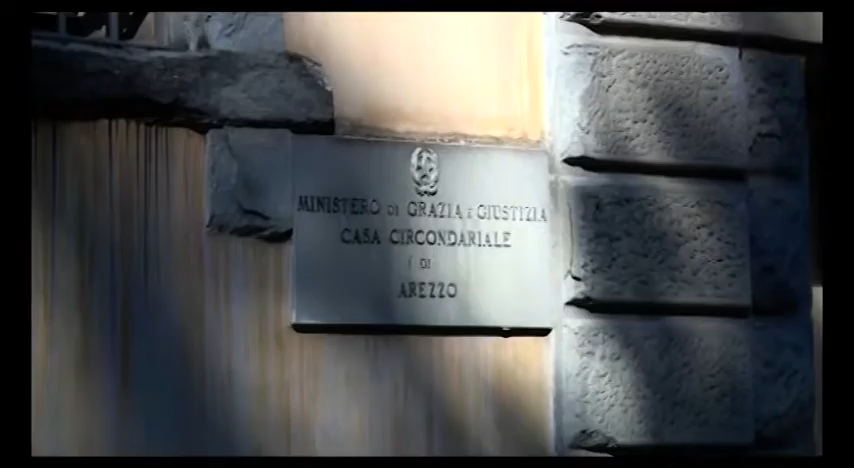 MINISTERO DI GRAZIA E GIUSTIZIA
CASA CIRCONDARIALE
DI
AREZZO